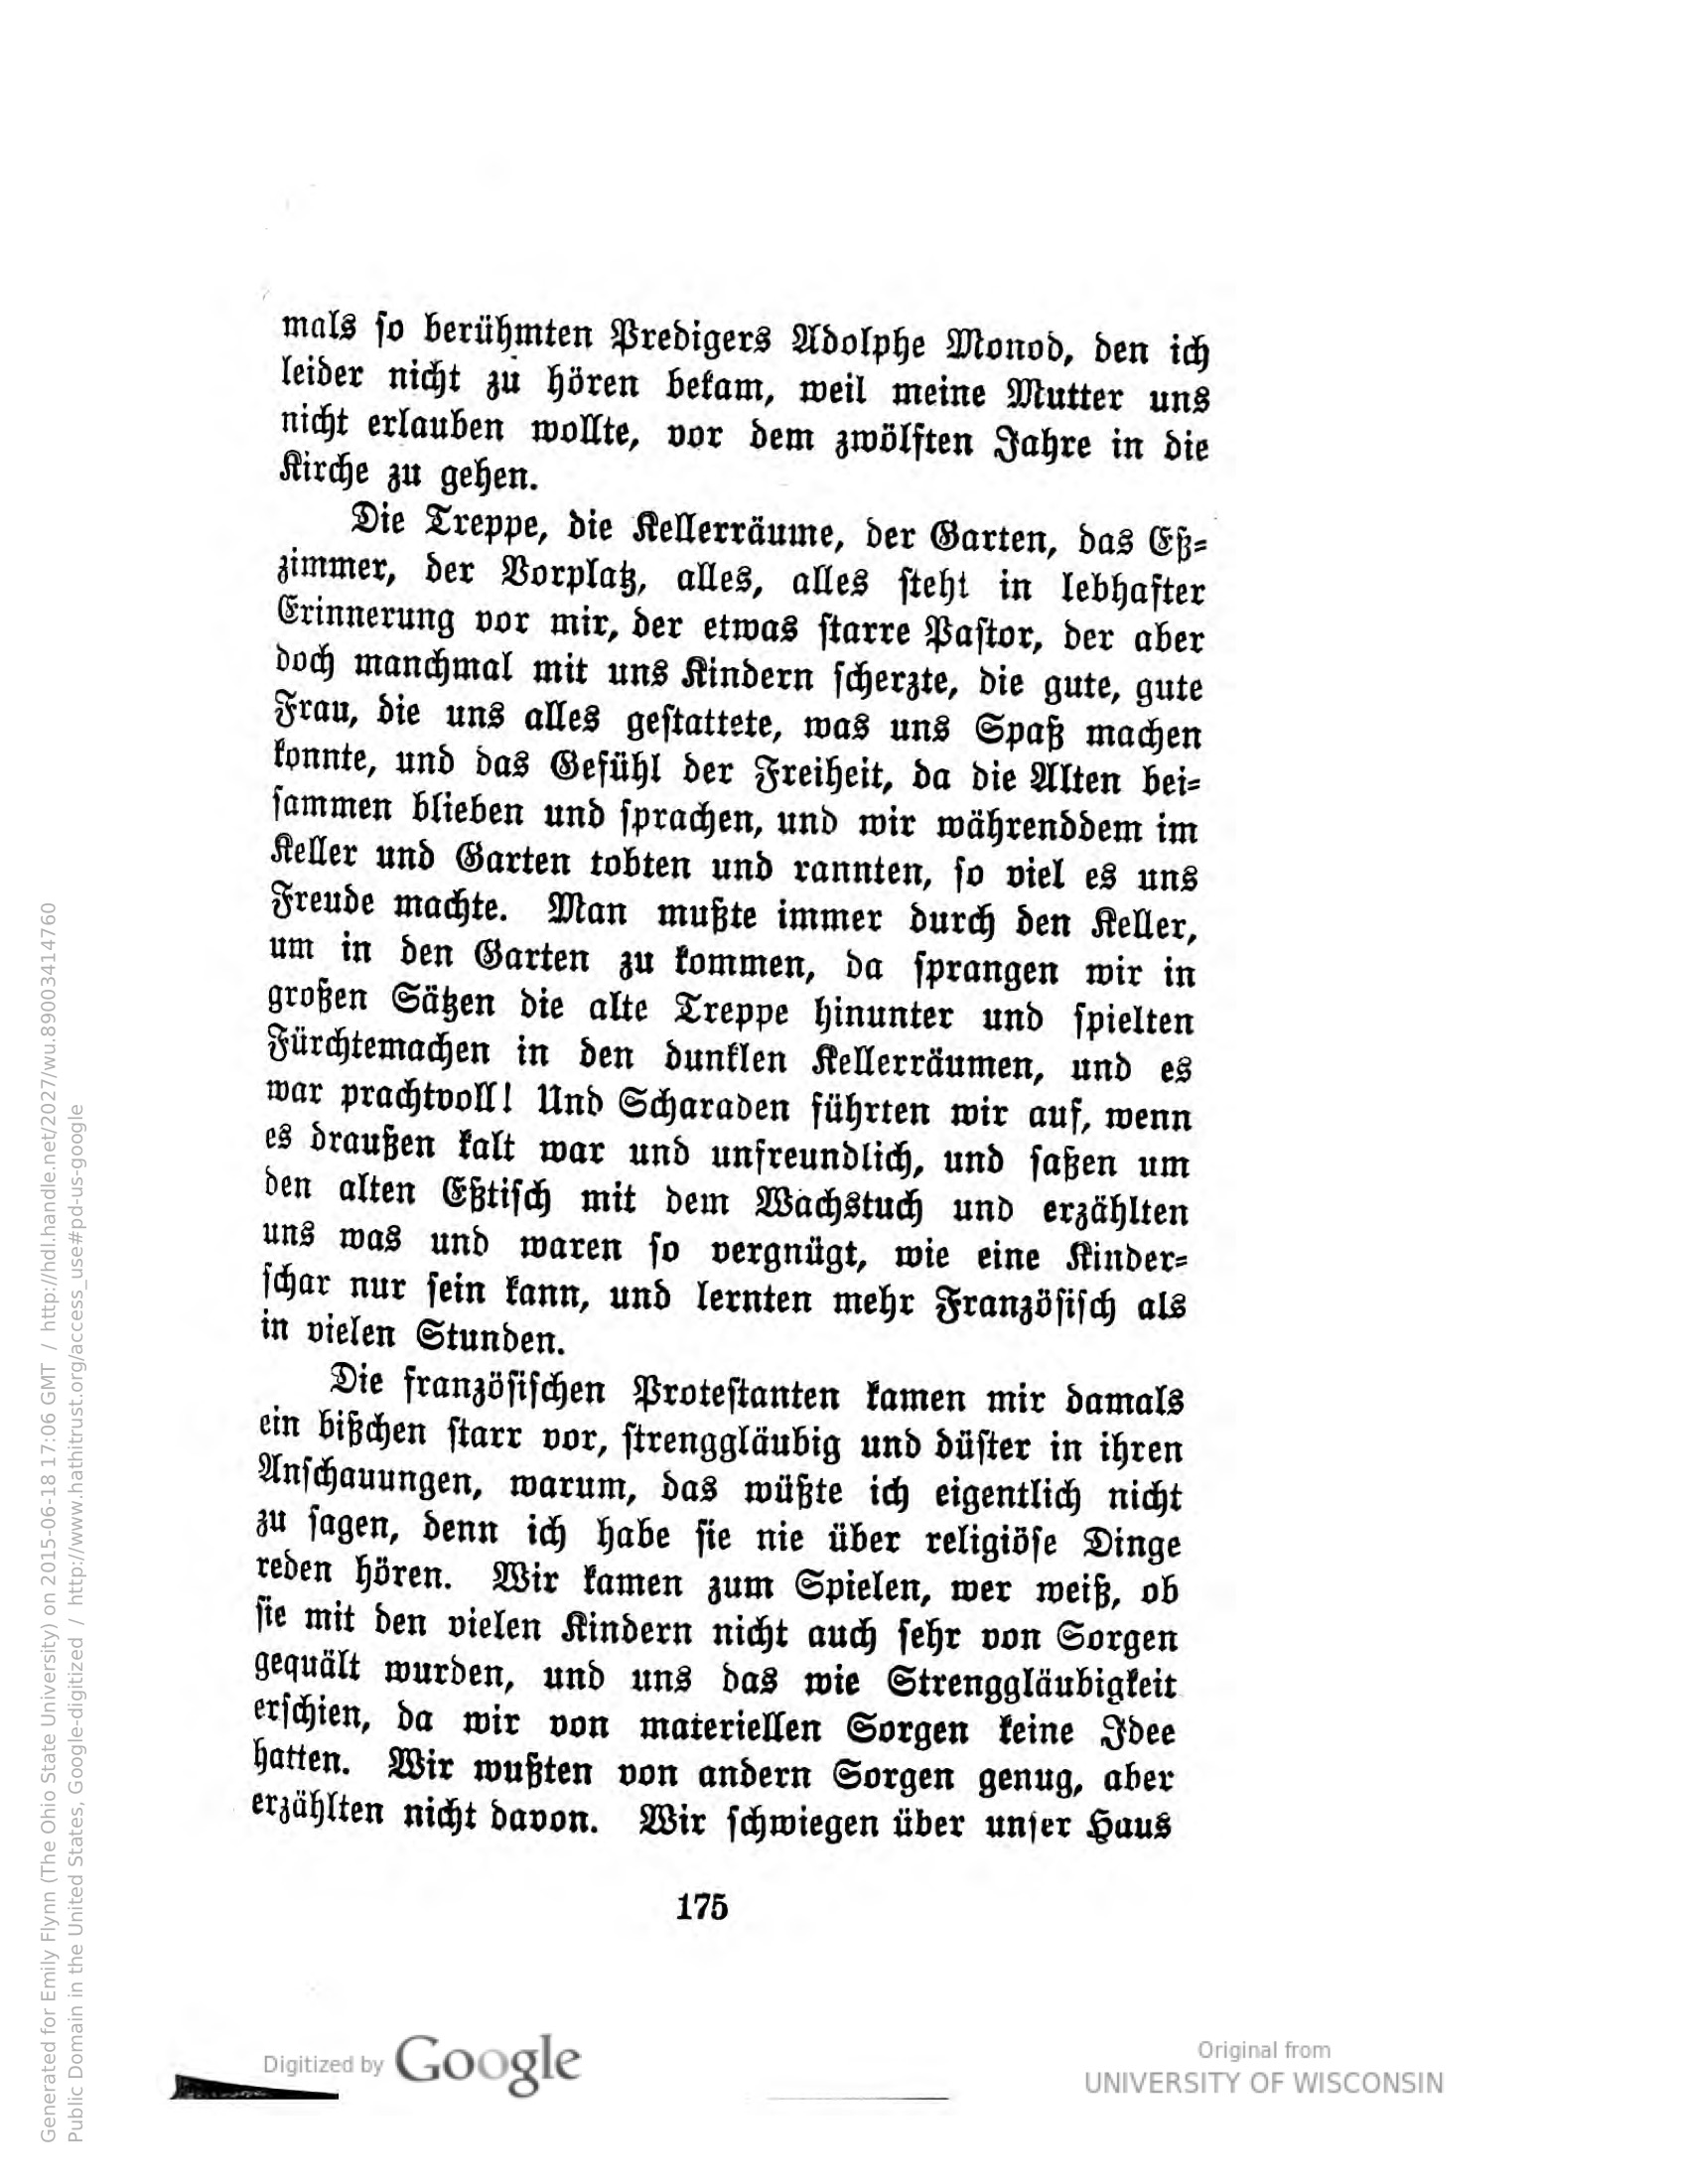 mals so berühmten Predigers Adolphe Monod, den ich
leider nicht zu hören bekam, weil meine Mutter uns
nicht erlauben wollte, vor dem zwölften Jahre in die
Kirche zu gehen.
Die Treppe, die Kellerräume, der Garten, das Eß-
zimmer, der Vorplatz, alles, alles steht in lebhafter
Erinnerung vor mir, der etwas starre Pastor, der aber
doch manchmal mit uns Kindern scherzte, die gute, gute
Frau, die uns alles gestattete, was uns Spaß machen
konnte, und das Gefühl der Freiheit, da die Alten bei-
sammen blieben und sprachen, und wir währenddem im
Keller und Garten tobten und rannten, so viel es uns
Freude machte. Man mußte immer durch den Keller,
um in den Garten zu kommen, da sprangen wir in
großen Sätzen die alte Treppe hinunter und spielten
Fürchtemachen in den dunklen Kellerräumen, und es
war prachtvoll! Und Scharaden führten wir auf, wenn
es draußen kalt war und unfreundlich, und saßen um
den alten Eßtisch mit dem Wachstuch und erzählten
uns was und waren so vergnügt, wie eine Kinder-
schar nur sein kann, und lernten mehr Französisch als
in vielen Stunden.
Die französischen Protestanten kamen mir damals
ein bißchen starr vor, strenggläubig und düster in ihren
Anschauungen, warum, das wüßte ich eigentlich nicht
zu sagen, denn ich habe sie nie über religiöse Dinge
reden hören. Wir kamen zum Spielen, wer weiß, ob
sie mit den vielen Kindern nicht auch sehr von Sorgen
gequält wurden, und uns das wie Strenggläubigkeit
erschien, da wir von materiellen Sorgen keine Idee
hatten. Wir wußten von andern Sorgen genug, aber
erzählten nicht davon. Wir schwiegen über unser Haus
175
Generated for Emily Flynn (The Ohio State University) on 2015-06-18 17:06 GMT / http://hdl.handle.net/2027/wu.89003414760
Public Domain in the United States, Google-digitized / http://www.hathitrust.org/access_use#pd-us-google
Digitized by Google
Original from
UNIVERSITY OF WISCONSIN